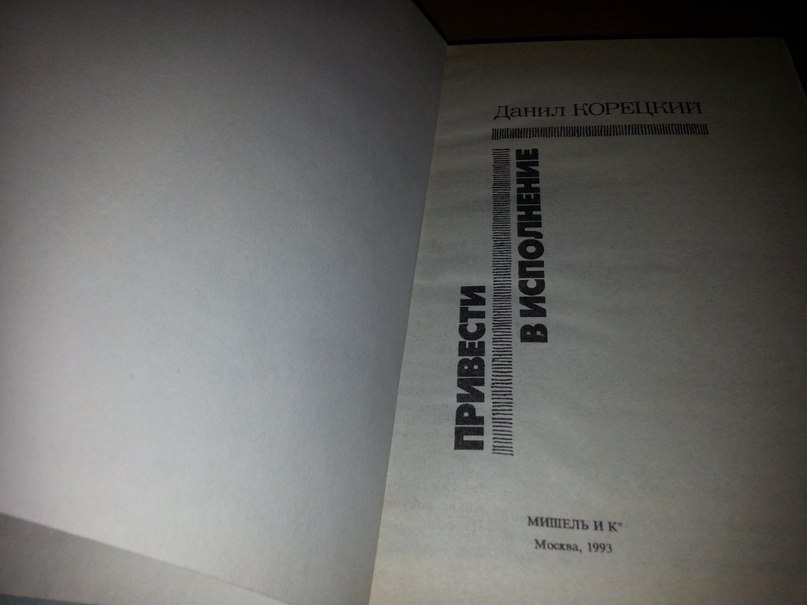 Данил КОРЕЦКИЙ
ПРИВЕСТИ
В ИСПОЛНЕНИЕ
МИШЕЛЬ И К°
Москва, 1993